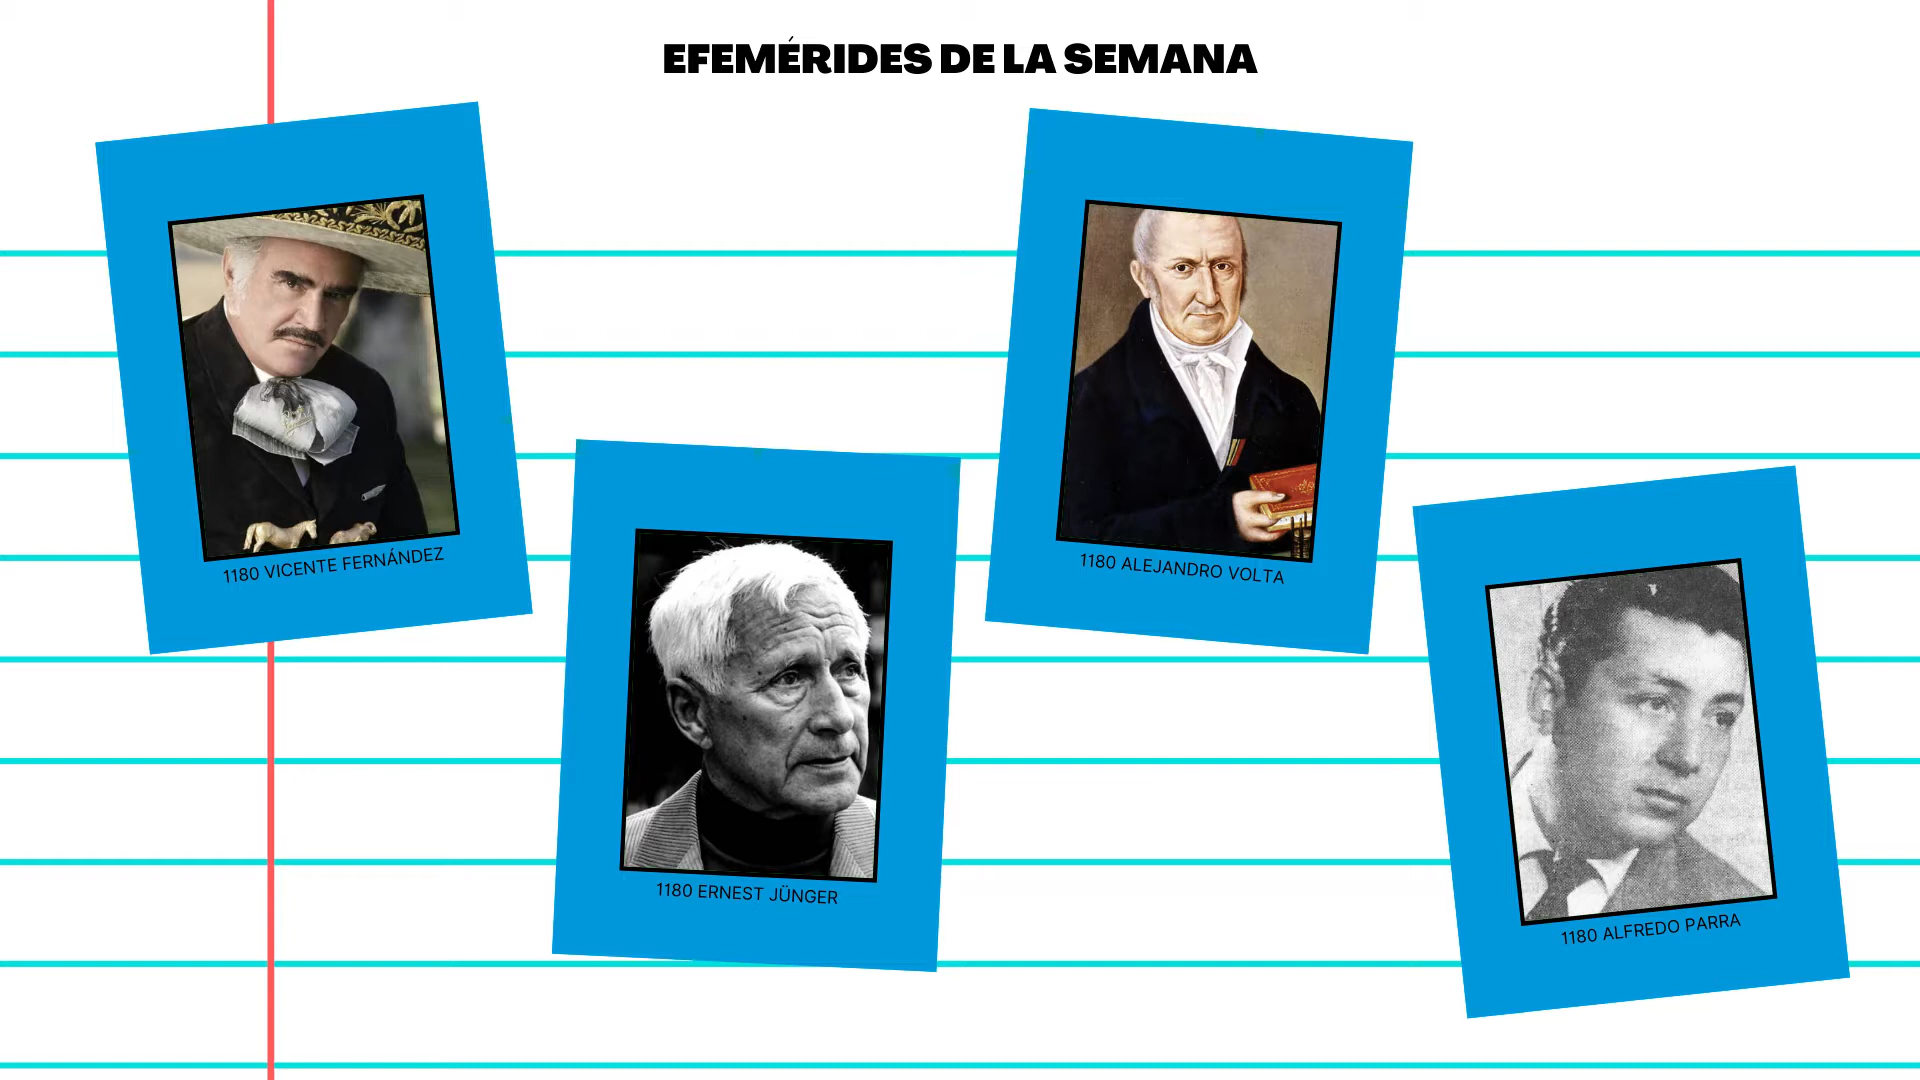 EFEMÉRIDES DE LA SEMANA
1180 VICENTE FERNÁNDEZ
1180 ERNEST JÜNGER
1180 ALEJANDRO VOLTA
1180 ALFREDO PARRA